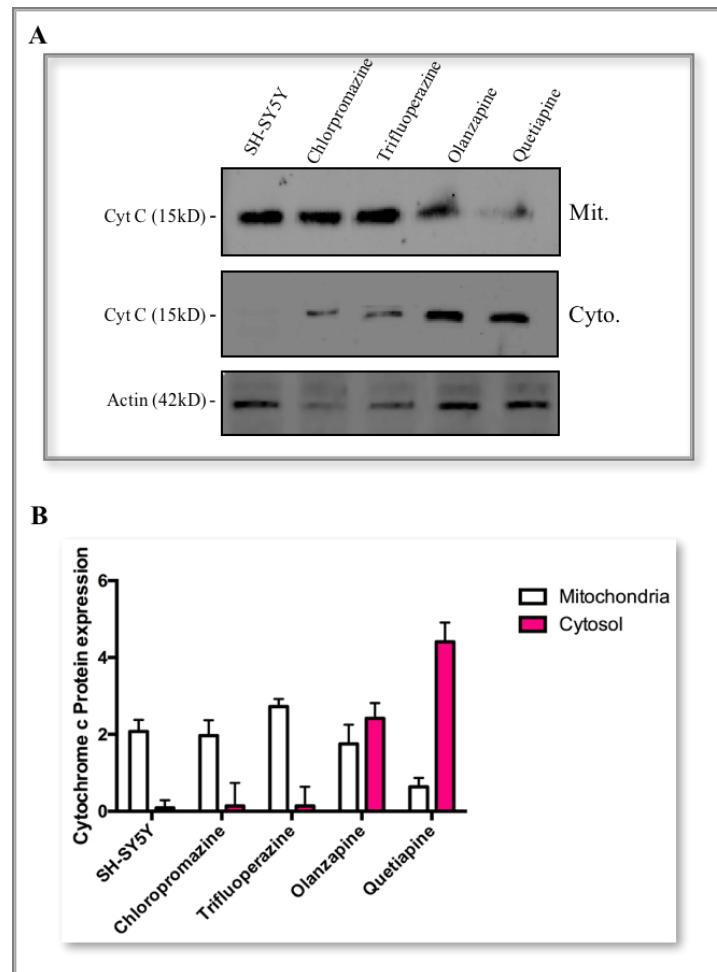 A
SH-SY5Y
Chlorpromazine
Trifluoperazine
Olanzapine
Quetiapine
Cyt C (15kD) -
Mit.
Cyt C (15kD) -
Cyto.
Actin (42kD) -
B
Cytochrome c Protein expression
6
4
2
0
Mitochondria
Cytosol
SH-SY5Y
Chloropromazine
Trifluoperazine
Olanzapine
Quetiapine